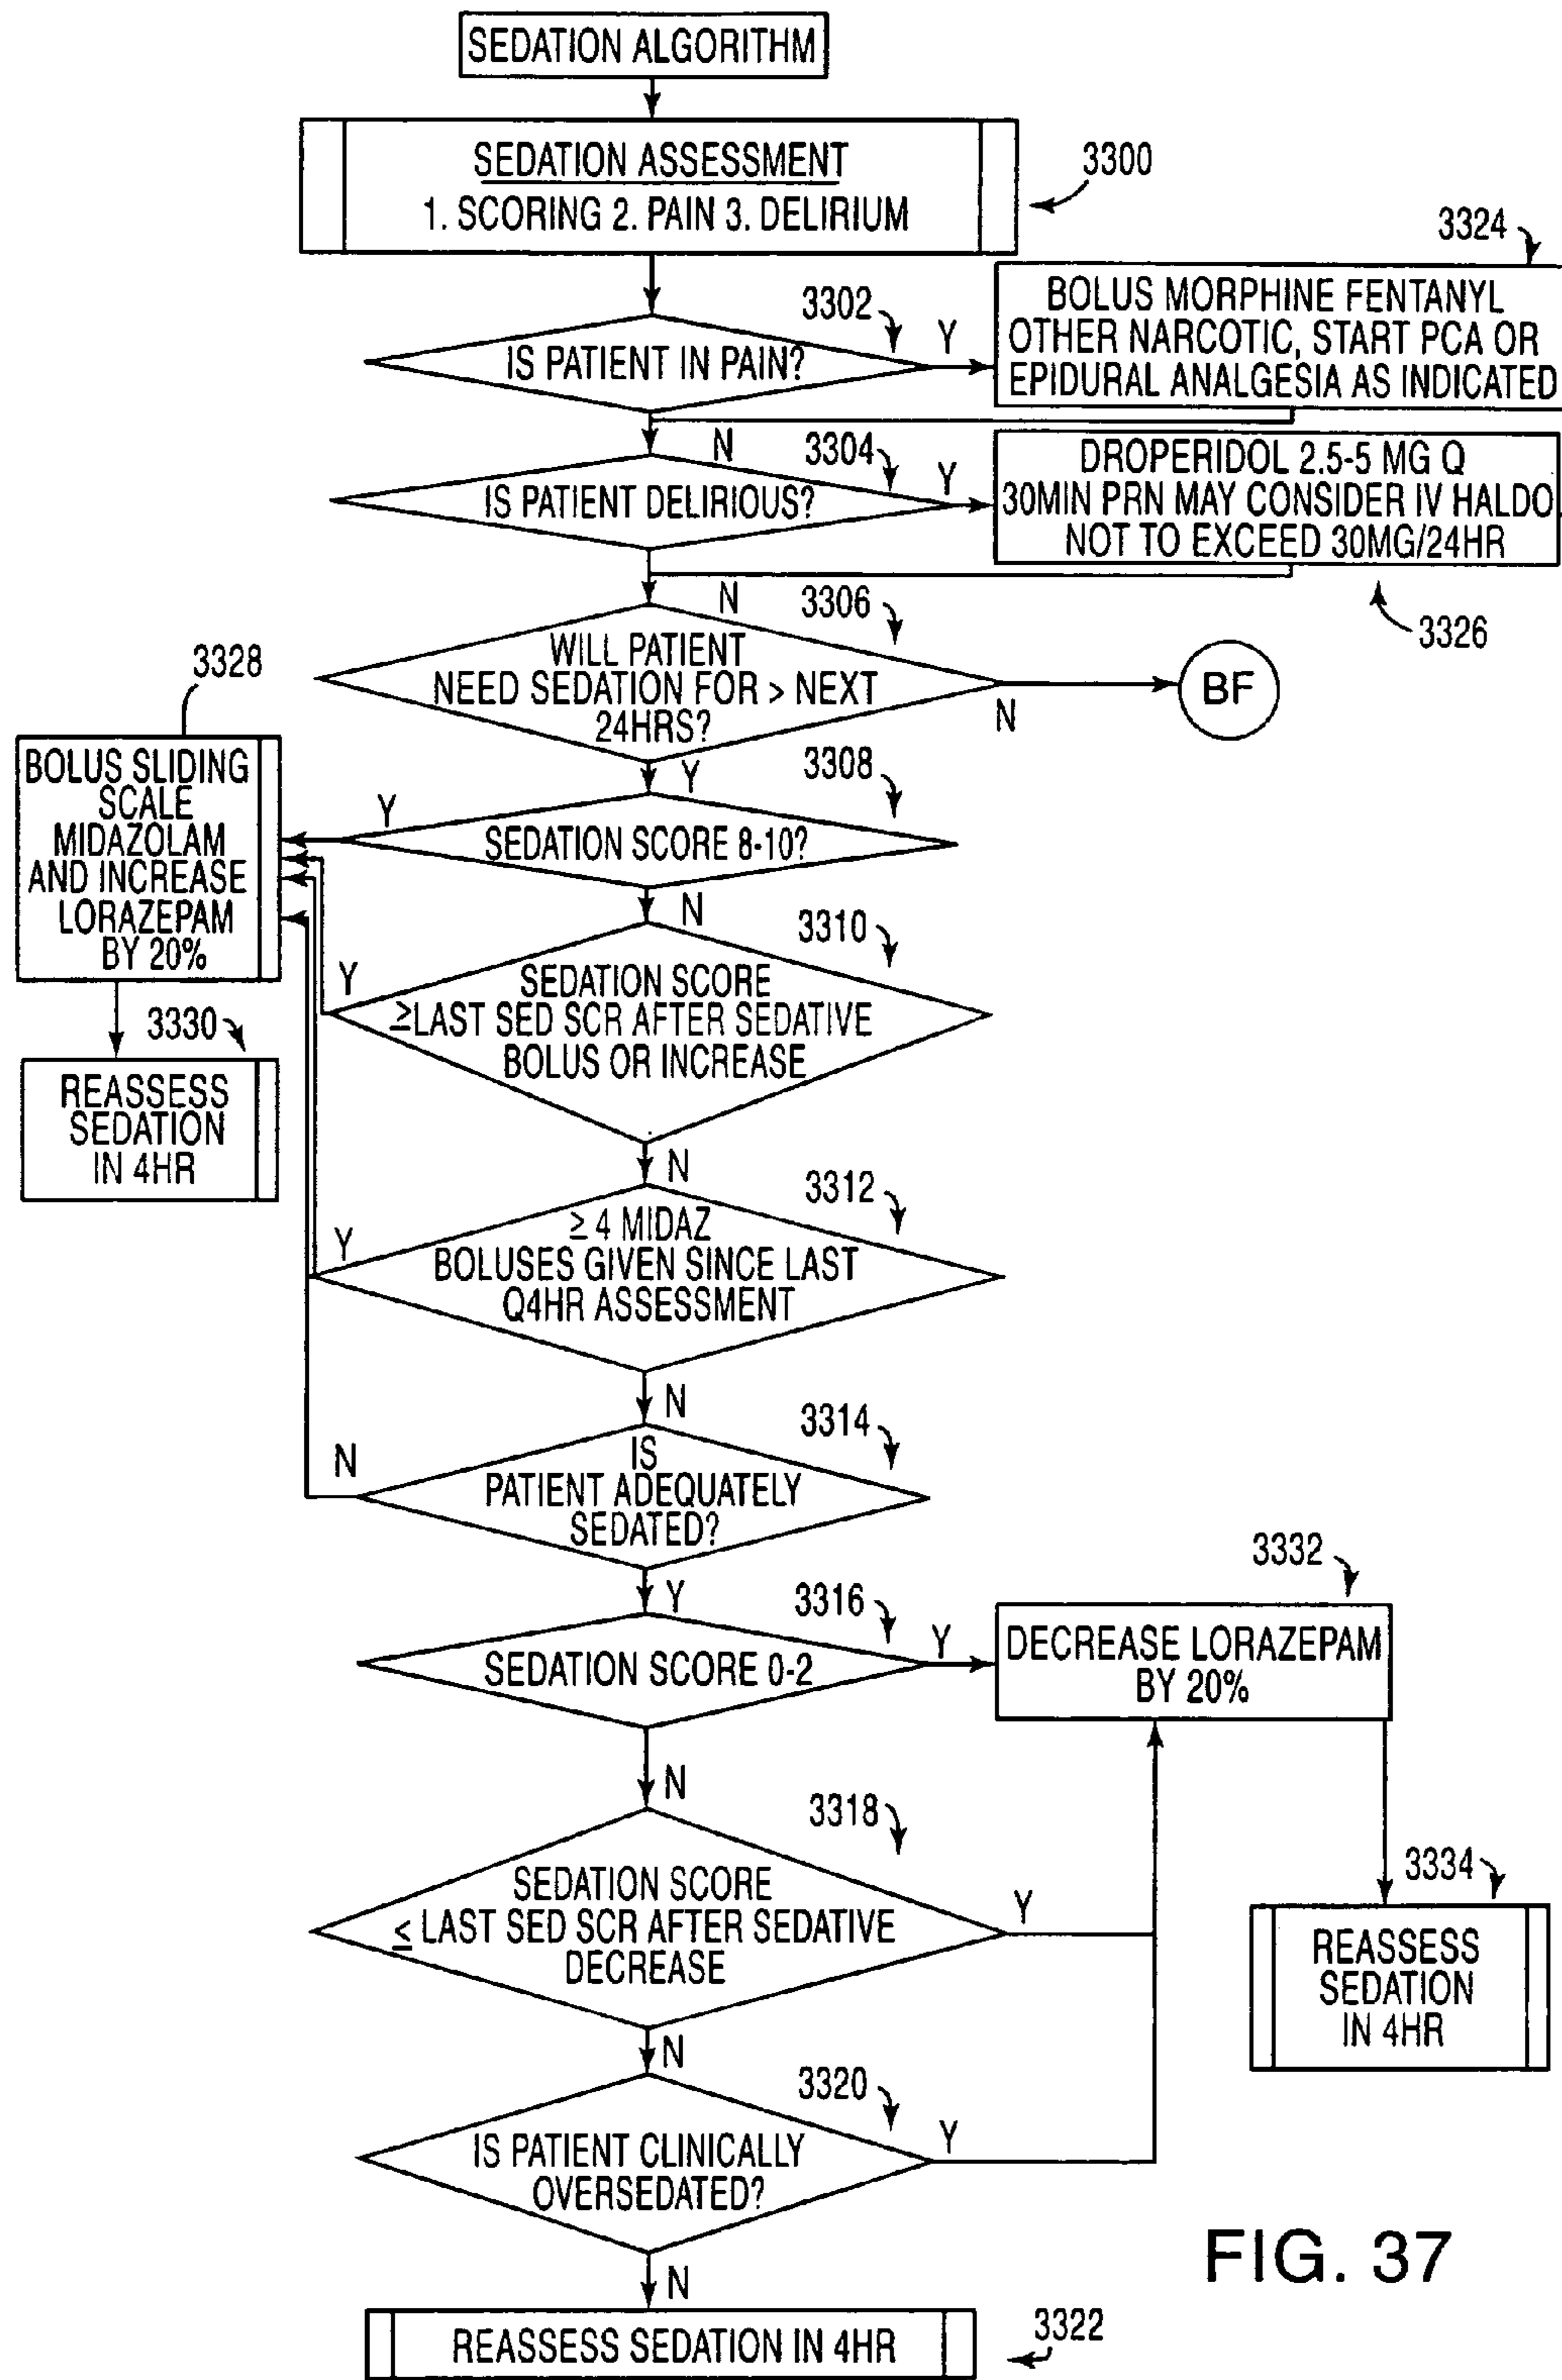 SEDATION ALGORITHM
SEDATION ASSESSMENT
1. SCORING 2. PAIN 3. DELIRIUM
3300
3324
3302
IS PATIENT IN PAIN?
Y
BOLUS MORPHINE FENTANYL
OTHER NARCOTIC, START PCA OR
EPIDURAL ANALGESIA AS INDICATED
N
3304
IS PATIENT DELIRIOUS?
Y
DROPERIDOL 2.5-5 MG Q
30MIN PRN MAY CONSIDER IV HALDO
NOT TO EXCEED 30MG/24HR
3326
N
3306
WILL PATIENT
NEED SEDATION FOR > NEXT
24HRS?
N
BF
3328
BOLUS SLIDING
SCALE
MIDAZOLAM
AND INCREASE
LORAZEPAM
BY 20%
Y
3308
Y
SEDATION SCORE 8-10?
N
3310
Y
SEDATION SCORE
≥LAST SED SCR AFTER SEDATIVE
BOLUS OR INCREASE
3330
REASSESS
SEDATION
IN 4HR
N
3312
Y
≥ 4 MIDAZ
BOLUSES GIVEN SINCE LAST
Q4HR ASSESSMENT
N
3314
N
IS
PATIENT ADEQUATELY
SEDATED?
Y
3316
SEDATION SCORE 0-2
Y
3332
DECREASE LORAZEPAM
BY 20%
N
3318
SEDATION SCORE
≤ LAST SED SCR AFTER SEDATIVE
DECREASE
Y
3334
REASSESS
SEDATION
IN 4HR
N
3320
IS PATIENT CLINICALLY
OVERSEDATED?
Y
N
REASSESS SEDATION IN 4HR
3322
FIG. 37